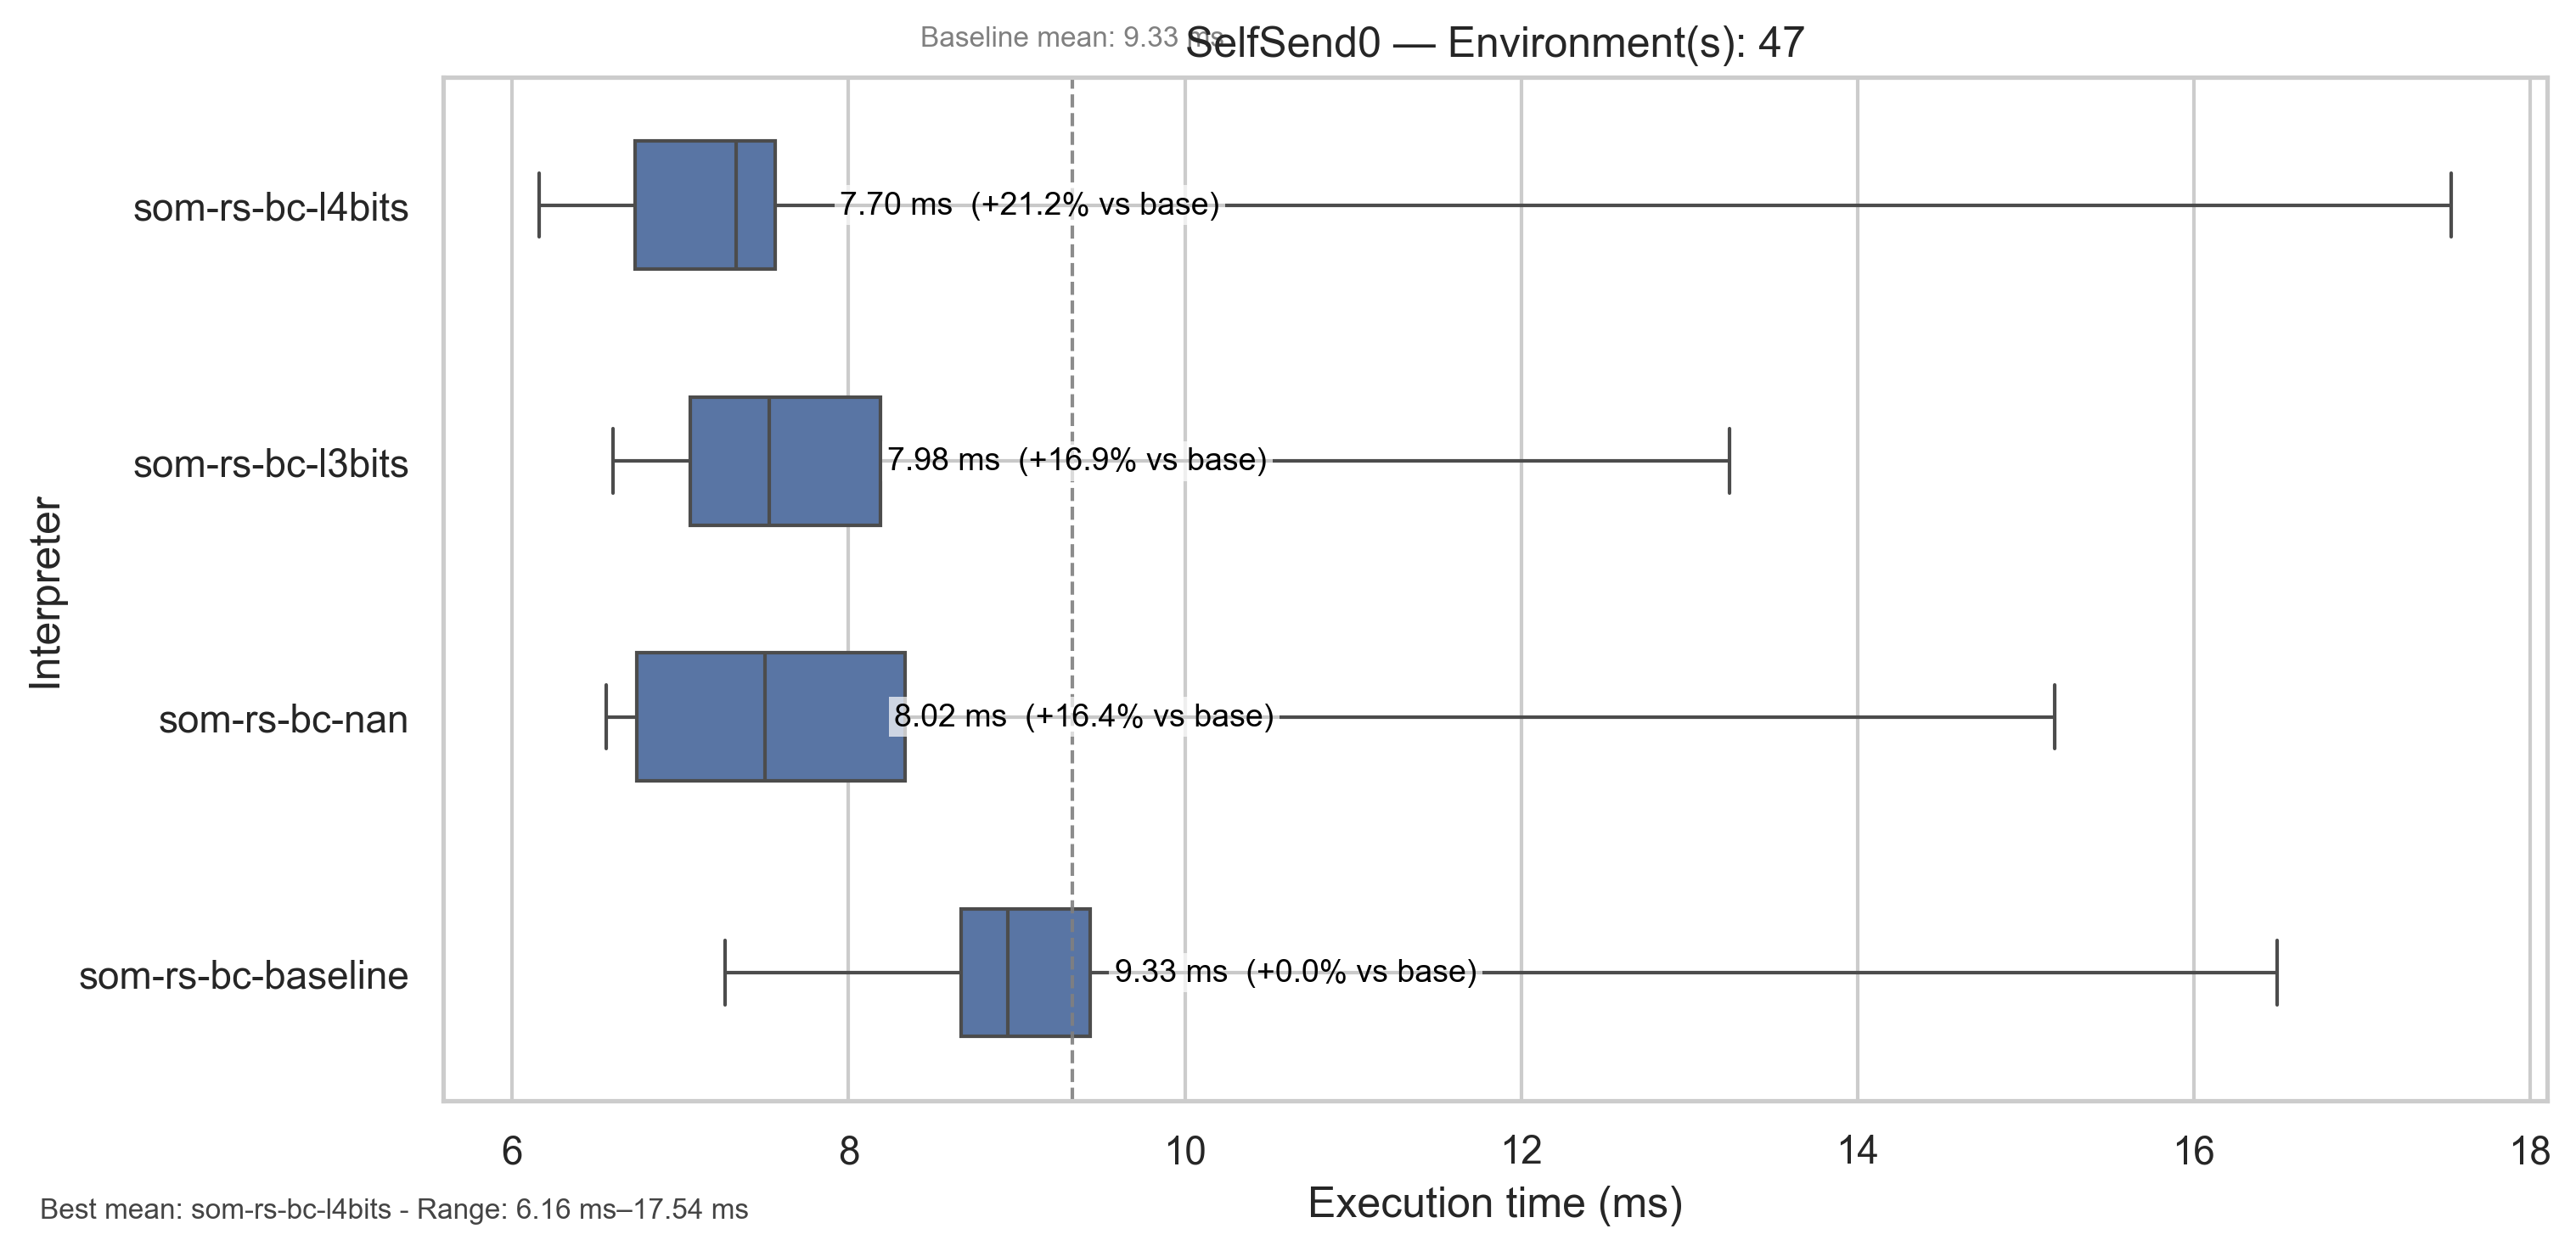 Baseline mean: 9.33 ms
SelfSend0 — Environment(s): 47
som-rs-bc-l4bits
7.70 ms (+21.2% vs base)
som-rs-bc-l3bits
7.98 ms (+16.9% vs base)
Interpreter
som-rs-bc-nan
8.02 ms (+16.4% vs base)
som-rs-bc-baseline
9.33 ms (+0.0% vs base)
6 8 10 12 14 16 18
Execution time (ms)
Best mean: som-rs-bc-l4bits - Range: 6.16 ms–17.54 ms